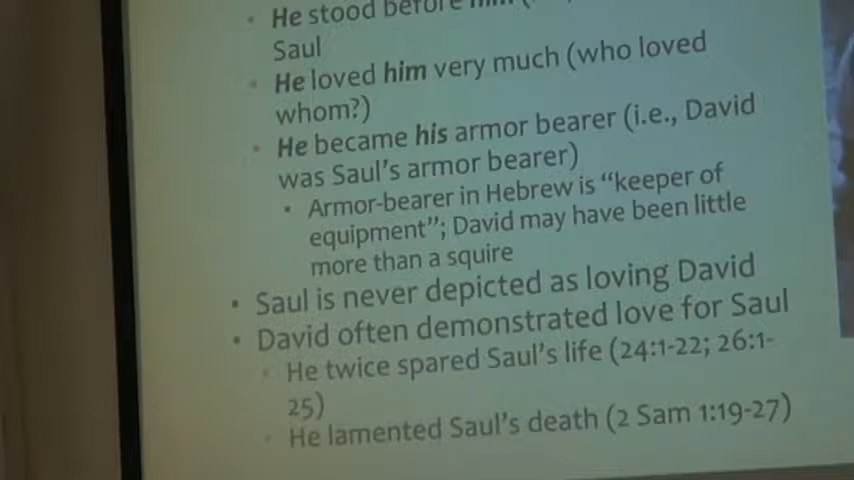 • He stood before him (
Saul
• He loved him very much (who loved
whom?)
• He became his armor bearer (i.e., David
was Saul's armor bearer)
• Armor-bearer in Hebrew is “keeper of
equipment”; David may have been little
more than a squire
• Saul is never depicted as loving David
• David often demonstrated love for Saul
• He twice spared Saul's life (24:1-22; 26:1-
25)
• He lamented Saul's death (2 Sam 1:19-27)